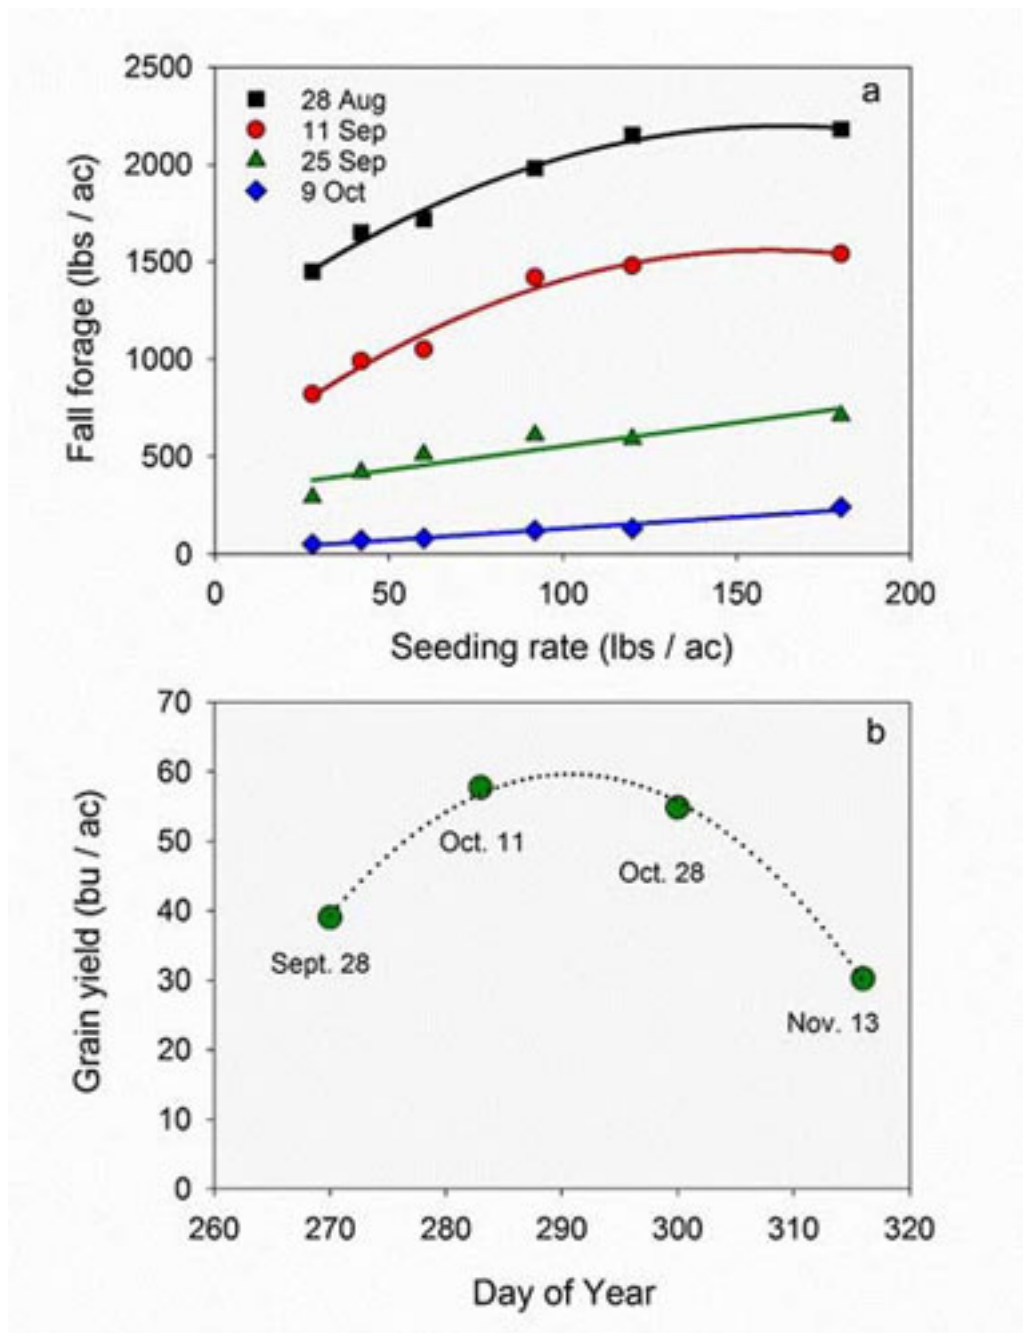 a
28 Aug
11 Sep
25 Sep
9 Oct
2500
2000
1500
1000
500
0
Fall forage (lbs / ac)
0 50 100 150 200
Seeding rate (lbs / ac)
b
70
60
50
40
30
20
10
0
Grain yield (bu / ac)
Sept. 28
Oct. 11
Oct. 28
Nov. 13
260 270 280 290 300 310 320
Day of Year